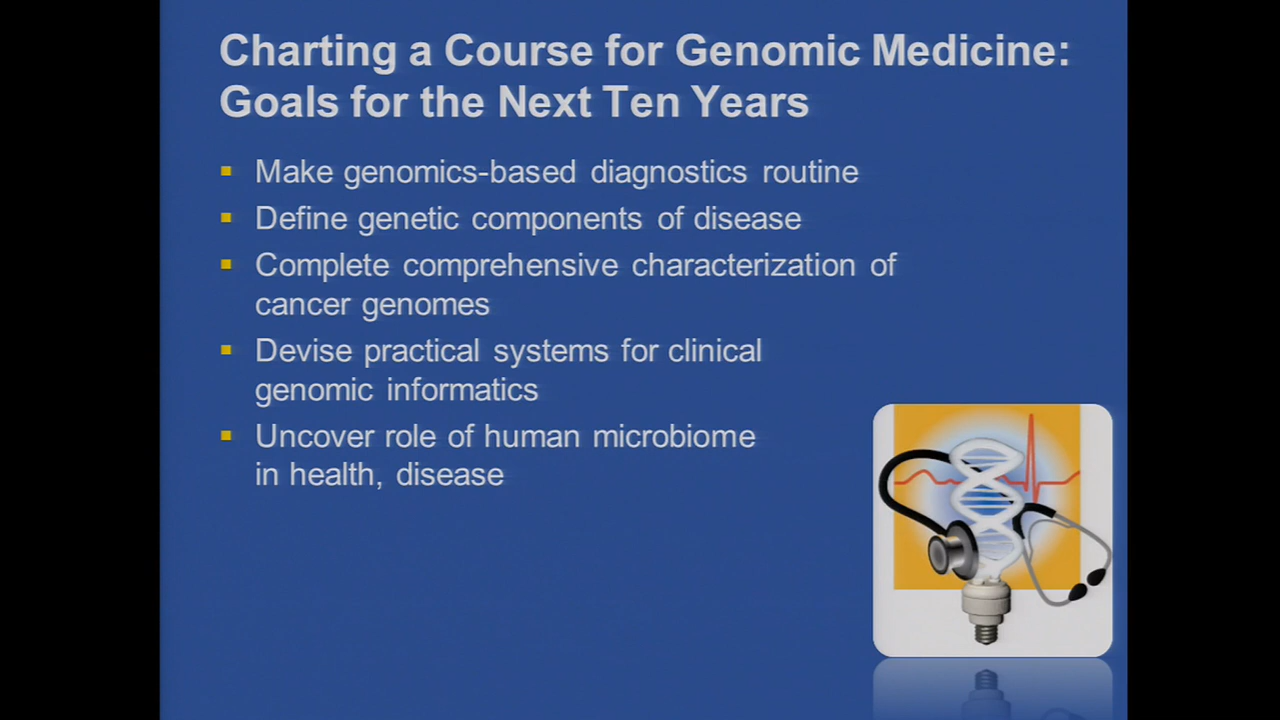 Charting a Course for Genomic Medicine:
Goals for the Next Ten Years
Make genomics-based diagnostics routine
Define genetic components of disease
Complete comprehensive characterization of
cancer genomes
Devise practical systems for clinical
genomic informatics
Uncover role of human microbiome
in health, disease